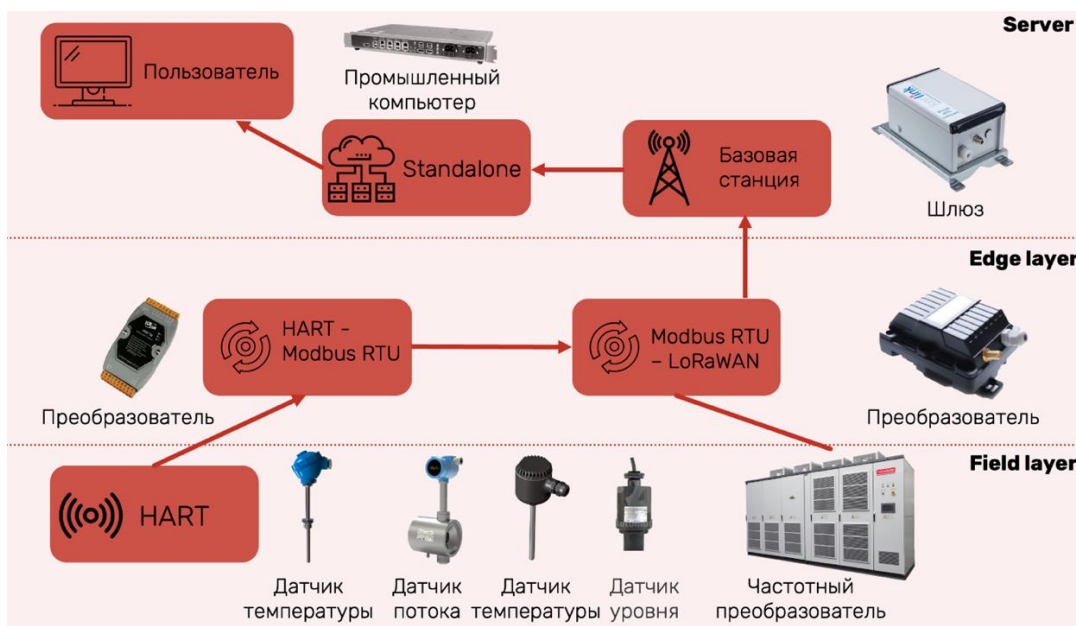 Server
Пользователь
Промышленный
компьютер
Standalone
Базовая
станция
Шлюз
Edge layer
HART –
Modbus RTU
Modbus RTU
– LoRaWAN
Преобразователь
Преобразователь
Field layer
HART
Датчик
температуры
Датчик
потока
Датчик
температуры
Датчик
уровня
Частотный
преобразователь